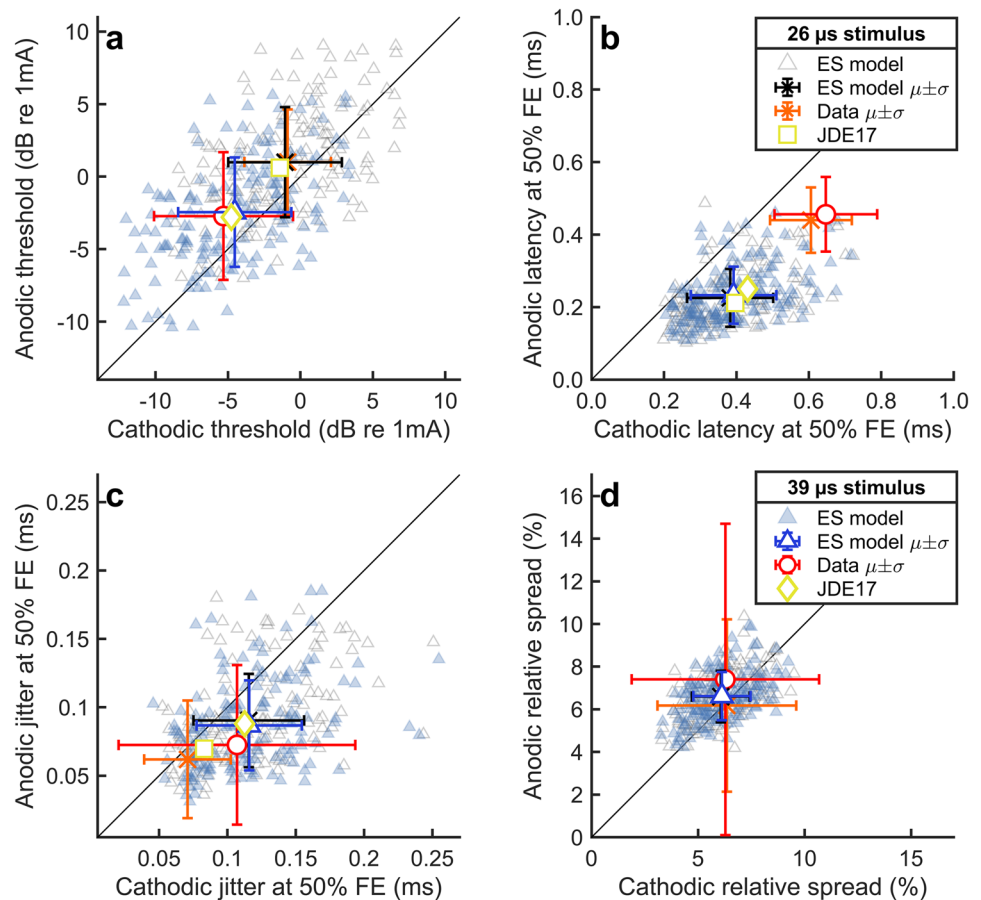 a
10
5
0
-5
-10
Anodic threshold (dB re 1mA)
-10 -5 0 5 10
Cathodic threshold (dB re 1mA)
b
1.0
0.8
0.6
0.4
0.2
0.0
Anodic latency at 50% FE (ms)
0.0 0.2 0.4 0.6 0.8 1.0
Cathodic latency at 50% FE (ms)
26 µs stimulus
ES model
ES model μ±σ
Data μ±σ
JDE17
c
0.25
0.2
0.15
0.1
0.05
Anodic jitter at 50% FE (ms)
0.05 0.1 0.15 0.2 0.25
Cathodic jitter at 50% FE (ms)
d
16
14
12
10
8
6
4
2
0
Anodic relative spread (%)
0 5 10 15
Cathodic relative spread (%)
39 µs stimulus
ES model
ES model μ±σ
Data μ±σ
JDE17